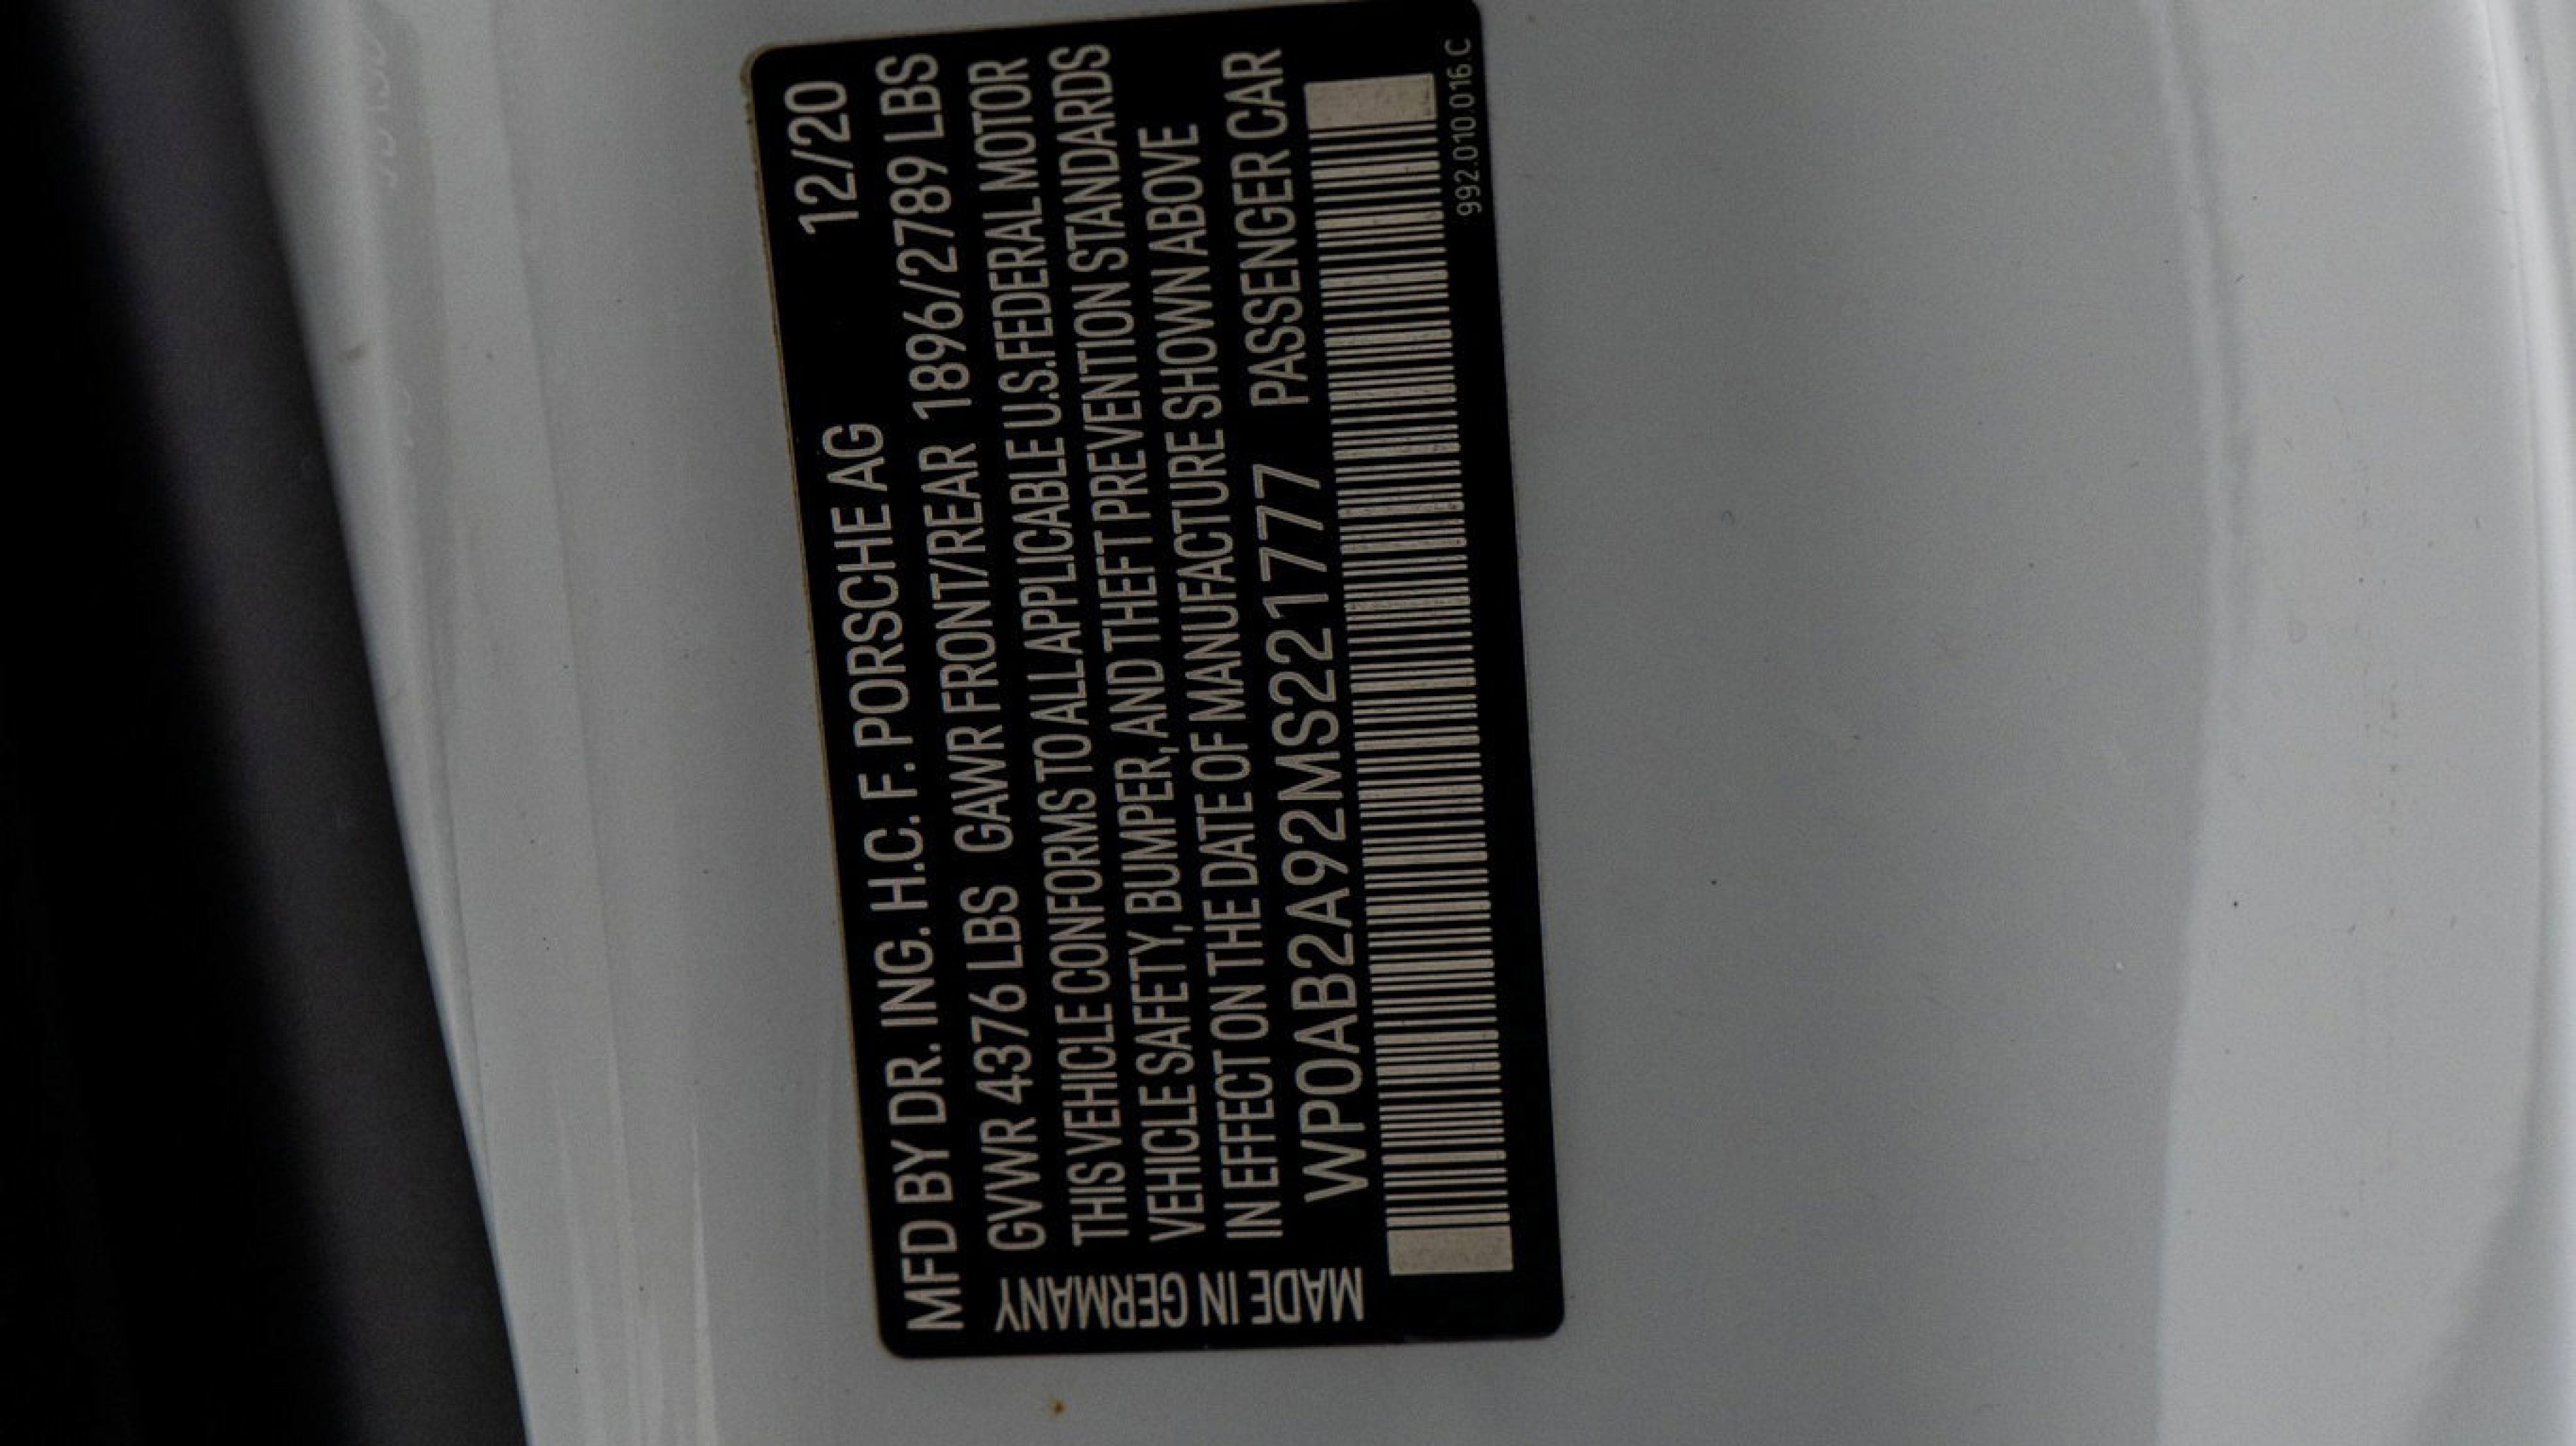 MFD BY DR. ING. H.C. F. PORSCHE AG 12/20
GVWR 4376 LBS GAWR FRONT/REAR 1896/2789 LBS
THIS VEHICLE CONFORMS TO ALL APPLICABLE U.S. FEDERAL MOTOR
VEHICLE SAFETY, BUMPER, AND THEFT PREVENTION STANDARDS
IN EFFECT ON THE DATE OF MANUFACTURE SHOWN ABOVE
WP0AB2A92MS221777 PASSENGER CAR
992.010.016.C
MADE IN GERMANY